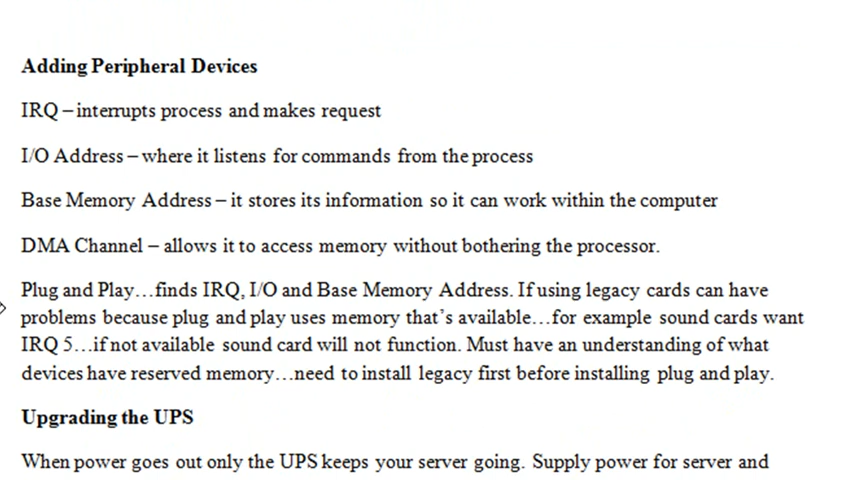 Adding Peripheral Devices
IRQ – interrupts process and makes request
I/O Address – where it listens for commands from the process
Base Memory Address – it stores its information so it can work within the computer
DMA Channel – allows it to access memory without bothering the processor.
Plug and Play…finds IRQ, I/O and Base Memory Address. If using legacy cards can have
problems because plug and play uses memory that’s available…for example sound cards want
IRQ 5…if not available sound card will not function. Must have an understanding of what
devices have reserved memory…need to install legacy first before installing plug and play.
Upgrading the UPS
When power goes out only the UPS keeps your server going. Supply power for server and